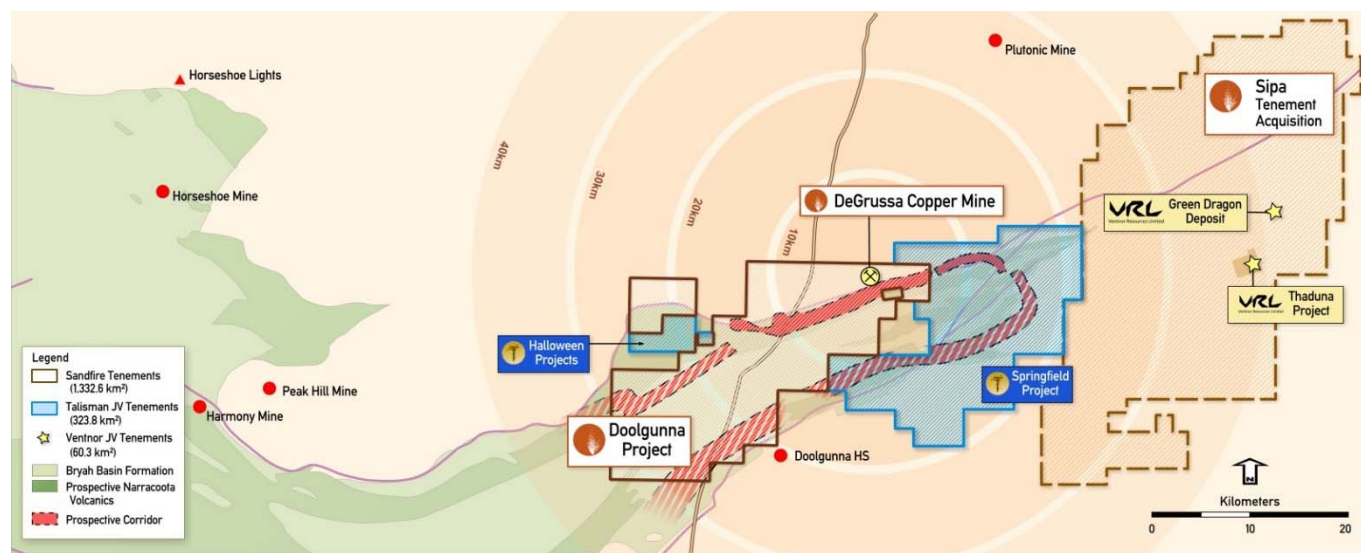 Horseshoe Lights
Horseshoe Mine
Peak Hill Mine
Harmony Mine
Plutonic Mine
Sipa
Tenement
Acquisition
40km
30km
20km
10km
DeGrussa Copper Mine
VRL
Ventnor Resources Limited
Green Dragon
Deposit
VRL
Ventnor Resources Limited
Thaduna
Project
Halloween
Projects
Springfield
Project
Doolgunna
Project
Doolgunna HS
Legend
Sandfire Tenements
(1,332.6 km²)
Talisman JV Tenements
(323.8 km²)
Ventnor JV Tenements
(60.3 km²)
Bryah Basin Formation
Prospective Narracoota
Volcanics
Prospective Corridor
N
Kilometers
0 10 20